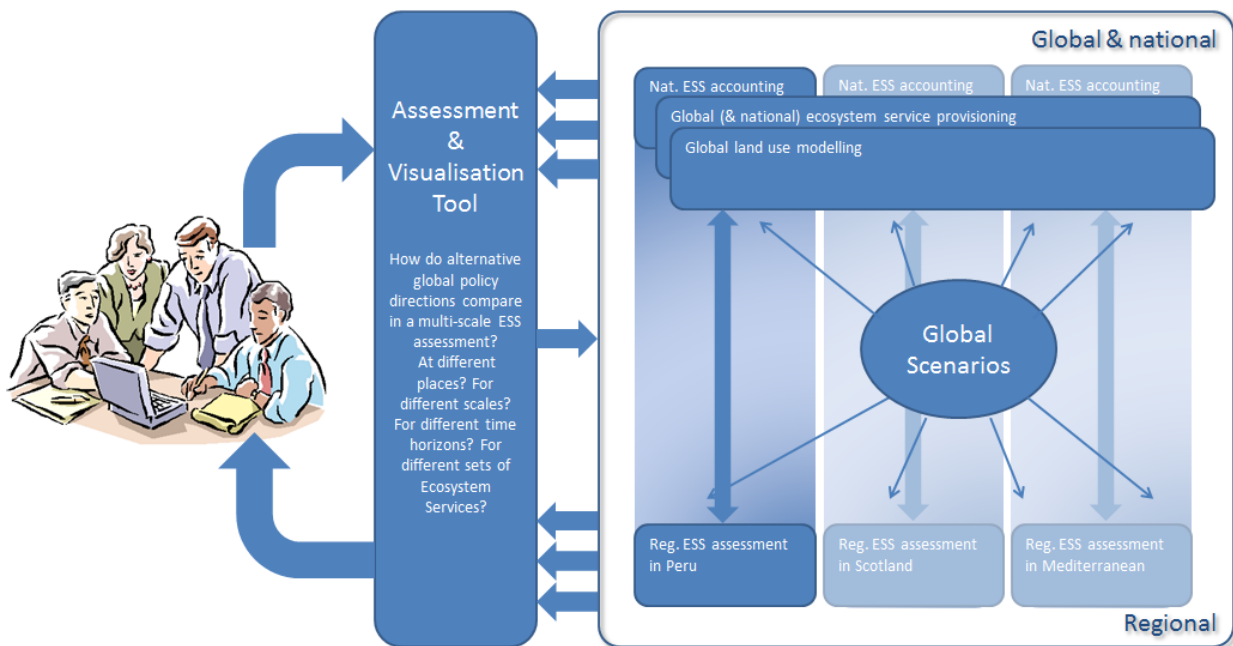 Global & national
Assessment
&
Visualisation
Tool
How do alternative
global policy
directions compare
in a multi-scale ESS
assessment?
At different
places? For
different scales?
For different time
horizons? For
different sets of
Ecosystem
Services?
Nat. ESS accounting
Nat. ESS accounting
Nat. ESS accounting
Global (& national) ecosystem service provisioning
Global land use modelling
Global
Scenarios
Reg. ESS assessment
in Peru
Reg. ESS assessment
in Scotland
Reg. ESS assessment
in Mediterranean
Regional